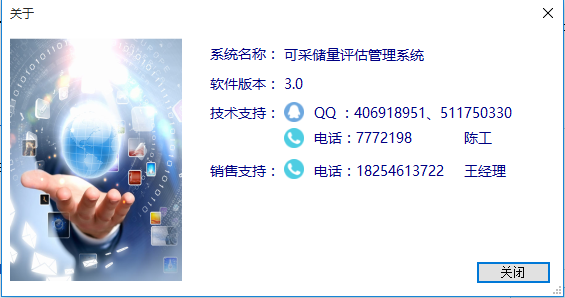 关于
系统名称： 可采储量评估管理系统
软件版本： 3.0
技术支持： QQ ：406918951、511750330
电话：7772198 陈工
销售支持： 电话：18254613722 王经理
关闭